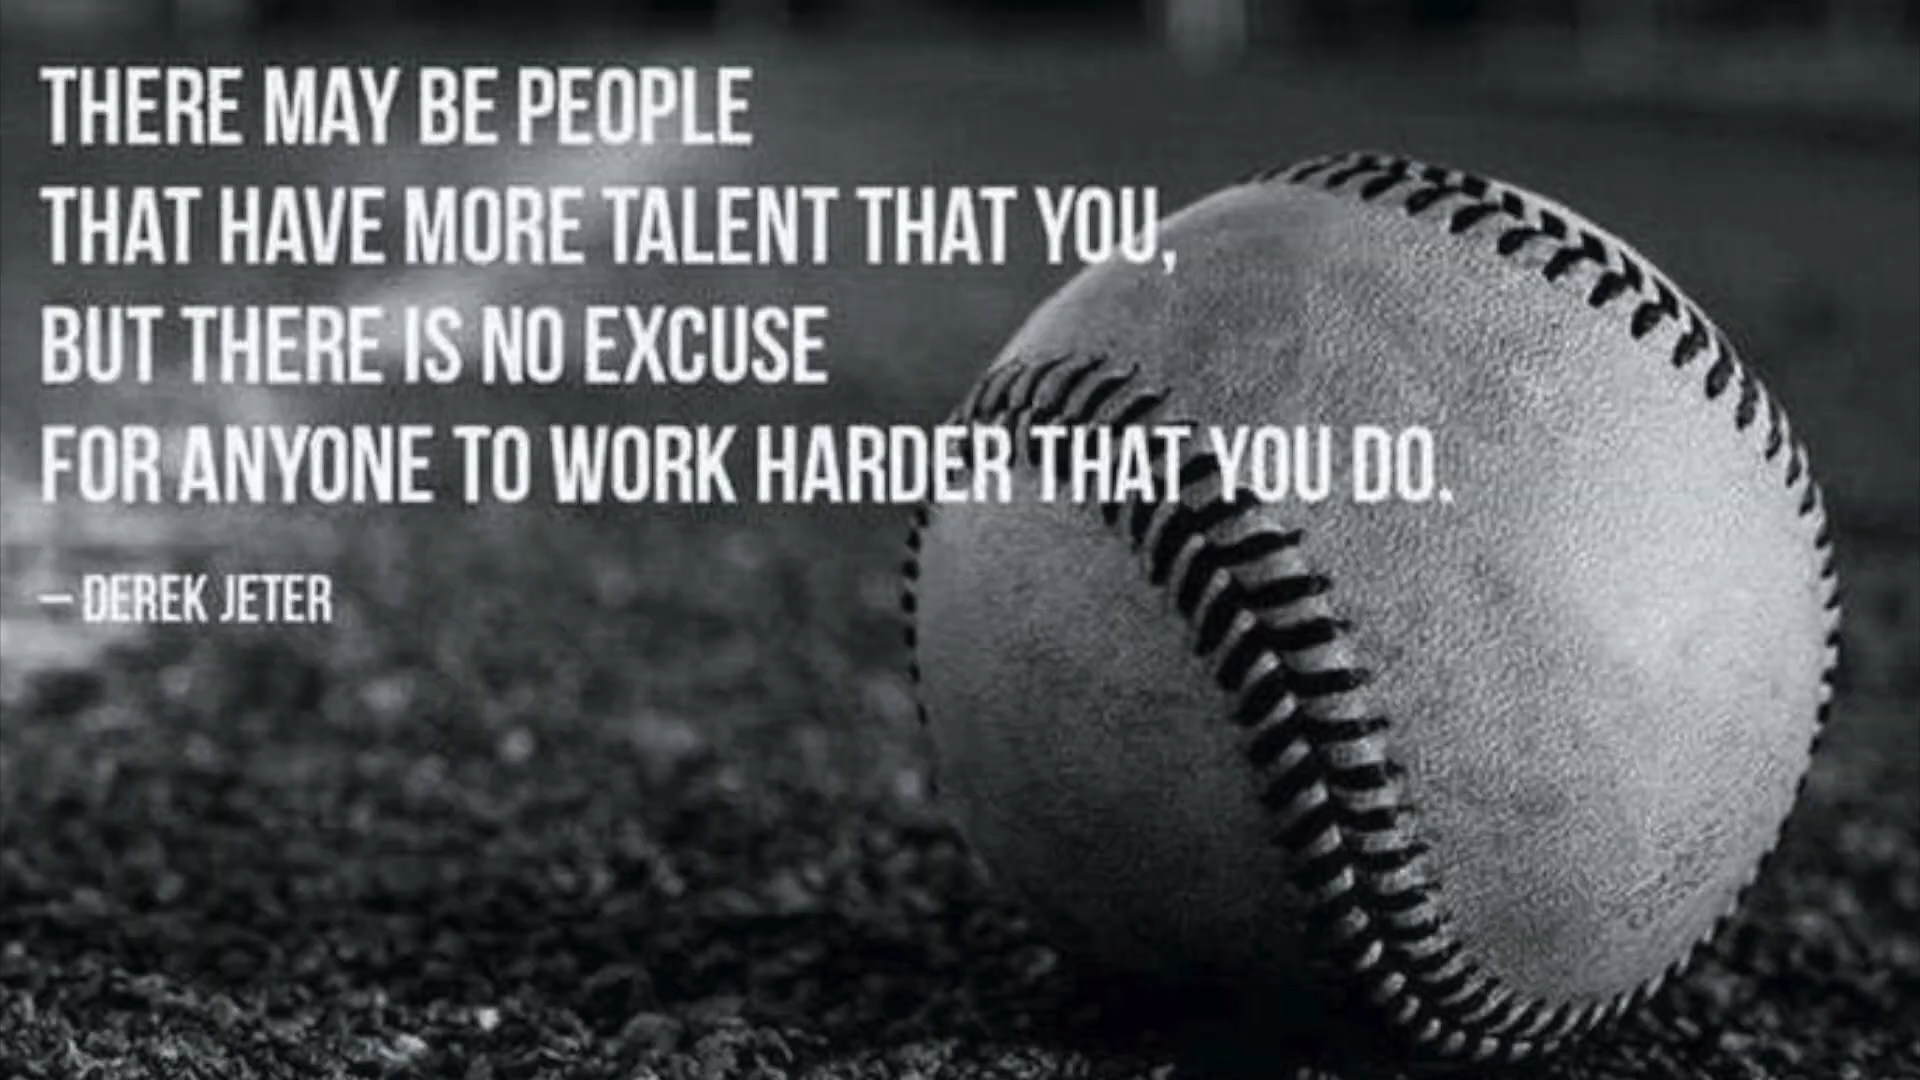 THERE MAY BE PEOPLE
THAT HAVE MORE TALENT THAT YOU,
BUT THERE IS NO EXCUSE
FOR ANYONE TO WORK HARDER THAT YOU DO.
– DEREK JETER